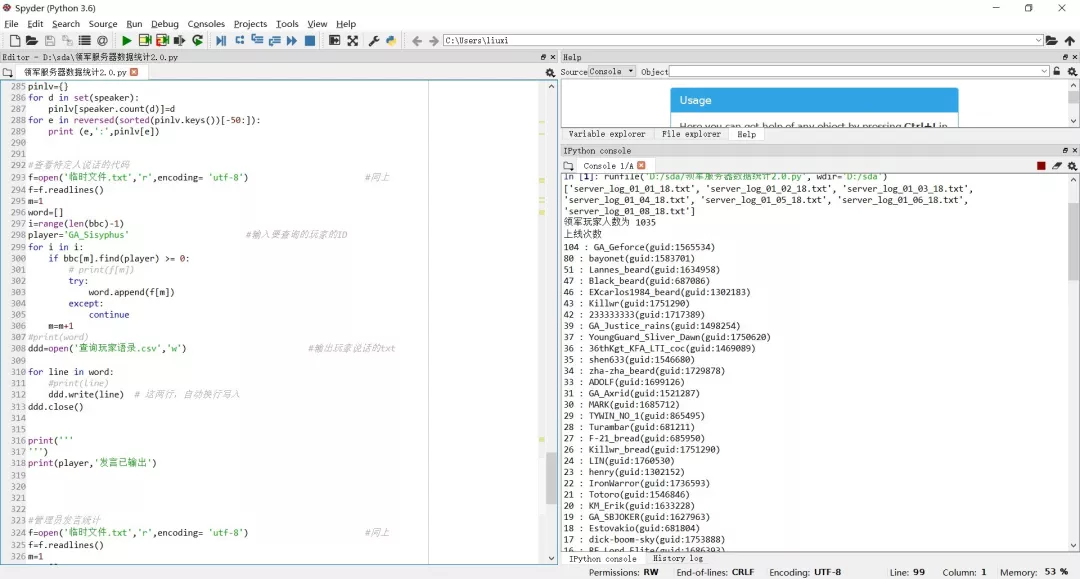 Spyder (Python 3.6)
File Edit Search Source Run Debug Consoles Projects Tools View Help
C:\Users\liuxi
Editor - D:\sda\领军服务器数据统计2.0.py
领军服务器数据统计2.0.py
285 pinlv={}
286 for d in set(speaker):
287 pinlv[speaker.count(d)]=d
288 for e in reversed(sorted(pinlv.keys())[-50:]):
289 print (e,':',pinlv[e])
290
291
292 #查看特定人说话的代码
293 f=open('临时文件.txt','r',encoding= 'utf-8') #同上
294 f=f.readlines()
295 m=1
296 word=[]
297 i=range(len(bbc)-1)
298 player='GA_Sisyphus' #输入要查询的玩家的ID
299 for i in i:
300 if bbc[m].find(player) >= 0:
301 # print(f[m])
302 try:
303 word.append(f[m])
304 except:
305 continue
306 m=m+1
307 #print(word)
308 ddd=open('查询玩家语录.csv','w') #输出玩家说话的txt
309
310 for line in word:
311 #print(line)
312 ddd.write(line) # 这两行，自动换行写入
313 ddd.close()
314
315
316 print('''
317 ''')
318 print(player,'发言已输出')
319
320
321
322
323 #管理员发言统计
324 f=open('临时文件.txt','r',encoding= 'utf-8') #同上
325 f=f.readlines()
326 m=1
Help
Source Console Object
Usage
Here you can get help of any object by pressing Ctrl+I in
Variable explorer File explorer Help
IPython console
Console 1/A
In [1]: runfile('D:/sda/领军服务器数据统计2.0.py', wdir='D:/sda')
['server_log_01_01_18.txt', 'server_log_01_02_18.txt', 'server_log_01_03_18.txt',
'server_log_01_04_18.txt', 'server_log_01_05_18.txt', 'server_log_01_06_18.txt',
'server_log_01_08_18.txt']
领军玩家人数为 1035
上线次数
104 : GA_Geforce(guid:1565534)
80 : bayonet(guid:1583701)
51 : Lannes_beard(guid:1634958)
47 : Black_beard(guid:687086)
46 : EXcarlos1984_beard(guid:1302183)
43 : Killwr(guid:1751290)
42 : 233333333(guid:1717389)
39 : GA_Justice_rains(guid:1498254)
37 : YoungGuard_Sliver_Dawn(guid:1750620)
36 : 36thKgt_KFA_LTI_coc(guid:1469089)
35 : shen633(guid:1546680)
34 : zha-zha_beard(guid:1729878)
33 : ADOLF(guid:1699126)
31 : GA_Axrid(guid:1521287)
30 : MARK(guid:1685712)
29 : TYWIN_NO_1(guid:865495)
28 : Turambar(guid:681211)
27 : F-21_bread(guid:685950)
26 : Killwr_bread(guid:1751290)
24 : LIN(guid:1760530)
23 : henry(guid:1302152)
22 : IronWarror(guid:1736593)
21 : Totoro(guid:1546846)
20 : KM_Erik(guid:1633228)
19 : GA_SBJOKER(guid:1627963)
18 : Estovakio(guid:681804)
17 : dick-boom-sky(guid:1753888)
16 : RE_Lord_Elite(guid:1686393)
IPython console History log
Permissions: RW End-of-lines: CRLF Encoding: UTF-8 Line: 99 Column: 1 Memory: 53 %